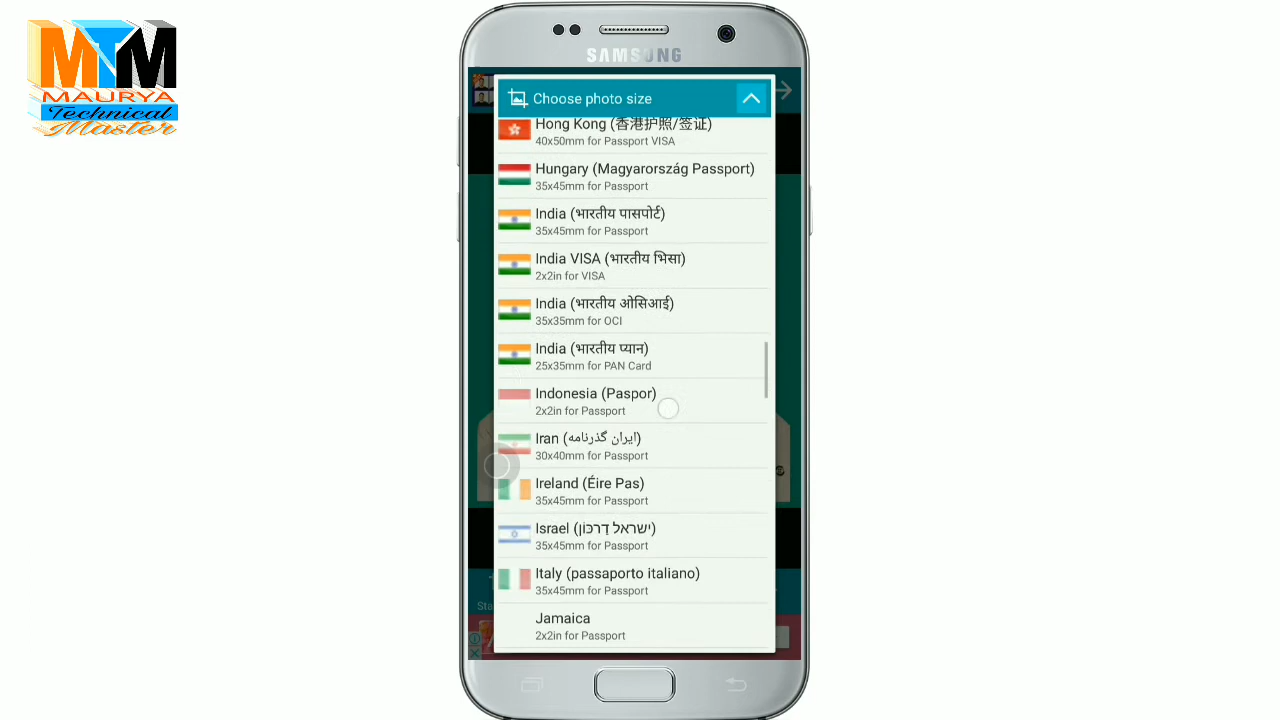 MTM
MAURYA
Technical
Master
SAMSUNG
Choose photo size
Hong Kong (香港护照/签证)
40x50mm for Passport VISA
Hungary (Magyarország Passport)
35x45mm for Passport
India (भारतीय पासपोर्ट)
35x45mm for Passport
India VISA (भारतीय भिसा)
2x2in for VISA
India (भारतीय ओसिआई)
35x35mm for OCI
India (भारतीय प्यान)
25x35mm for PAN Card
Indonesia (Paspor)
2x2in for Passport
Iran (ایران گذرنامه)
30x40mm for Passport
Ireland (Éire Pas)
35x45mm for Passport
Israel (ישראל דַרכּוֹן)
35x45mm for Passport
Italy (passaporto italiano)
35x45mm for Passport
Jamaica
2x2in for Passport